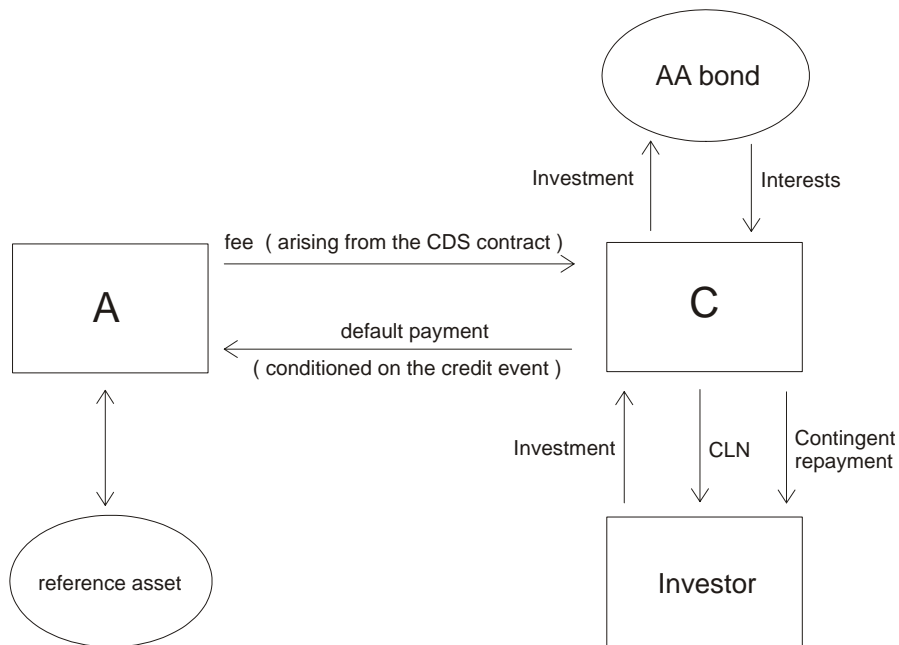 AA bond
Investment
Interests
fee ( arising from the CDS contract )
A
C
default payment
( conditioned on the credit event )
Investment
CLN
Contingent
repayment
reference asset
Investor